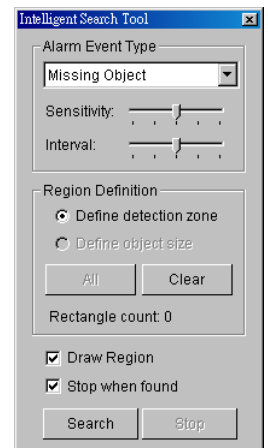 Intelligent Search Tool
Alarm Event Type
Missing Object
Sensitivity:
Interval:
Region Definition
Define detection zone
Define object size
All Clear
Rectangle count: 0
Draw Region
Stop when found
Search Stop